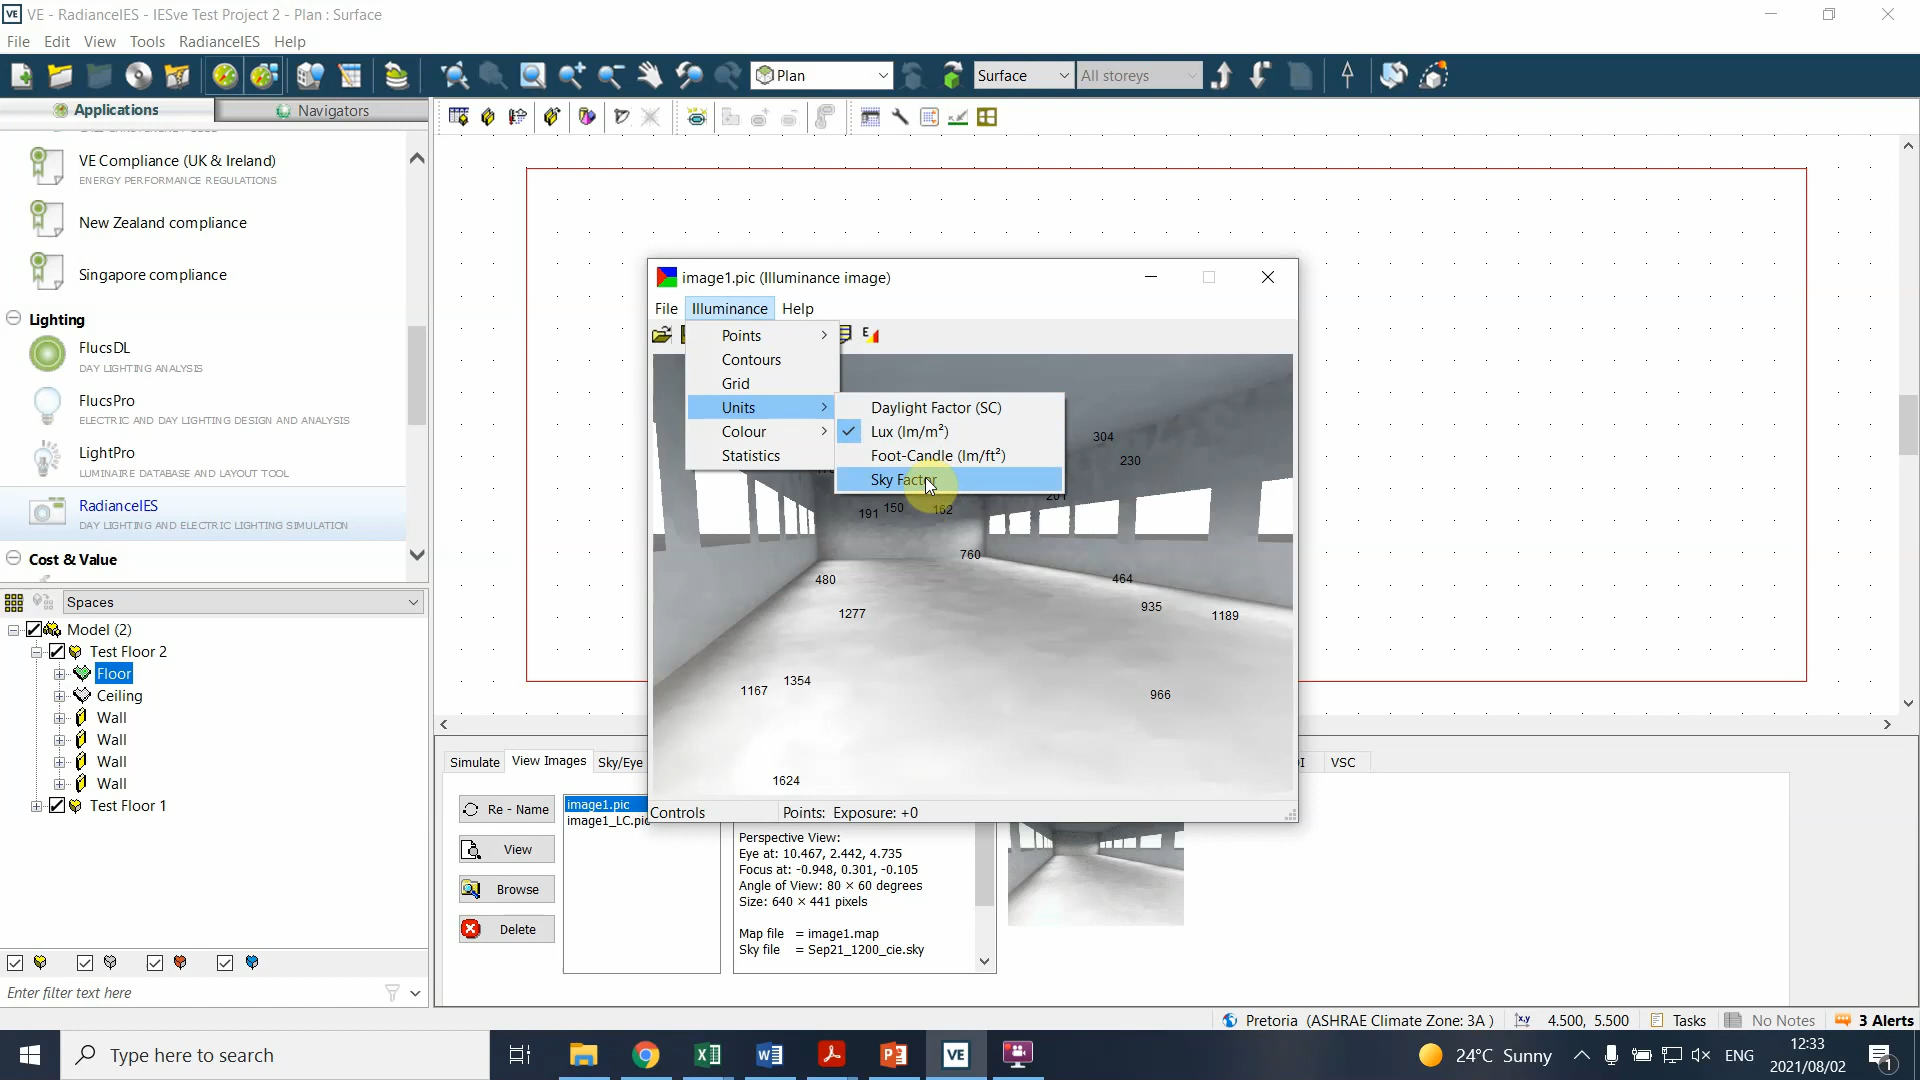 VE - RadianceIES - IESve Test Project 2 - Plan : Surface
File Edit View Tools RadianceIES Help
Plan Surface All storeys
Applications Navigators
VE Compliance (UK & Ireland)
ENERGY PERFORMANCE REGULATIONS
New Zealand compliance
Singapore compliance
Lighting
FlucsDL
DAY LIGHTING ANALYSIS
FlucsPro
ELECTRIC AND DAY LIGHTING DESIGN AND ANALYSIS
LightPro
LUMINAIRE DATABASE AND LAYOUT TOOL
RadianceIES
DAY LIGHTING AND ELECTRIC LIGHTING SIMULATION
Cost & Value
Spaces
Model (2)
Test Floor 2
Floor
Ceiling
Wall
Wall
Wall
Wall
Test Floor 1
Enter filter text here
image1.pic (Illuminance image)
File Illuminance Help
Points
Contours
Grid
Units
Colour
Statistics
Daylight Factor (SC)
Lux (lm/m²)
Foot-Candle (lm/ft²)
Sky Factor
304
230
201
191 150 162
760
480 464
1277 935 1189
1167 1354 966
1624
Controls Points: Exposure: +0
Simulate View Images Sky/Eye VSC
Re - Name
View
Browse
Delete
image1.pic
image1_LC.pic
Perspective View:
Eye at: 10.467, 2.442, 4.735
Focus at: -0.948, 0.301, -0.105
Angle of View: 80 × 60 degrees
Size: 640 × 441 pixels
Map file = image1.map
Sky file = Sep21_1200_cie.sky
Pretoria (ASHRAE Climate Zone: 3A ) 4.500, 5.500 Tasks No Notes 3 Alerts
Type here to search
24°C Sunny ENG
12:33
2021/08/02
1